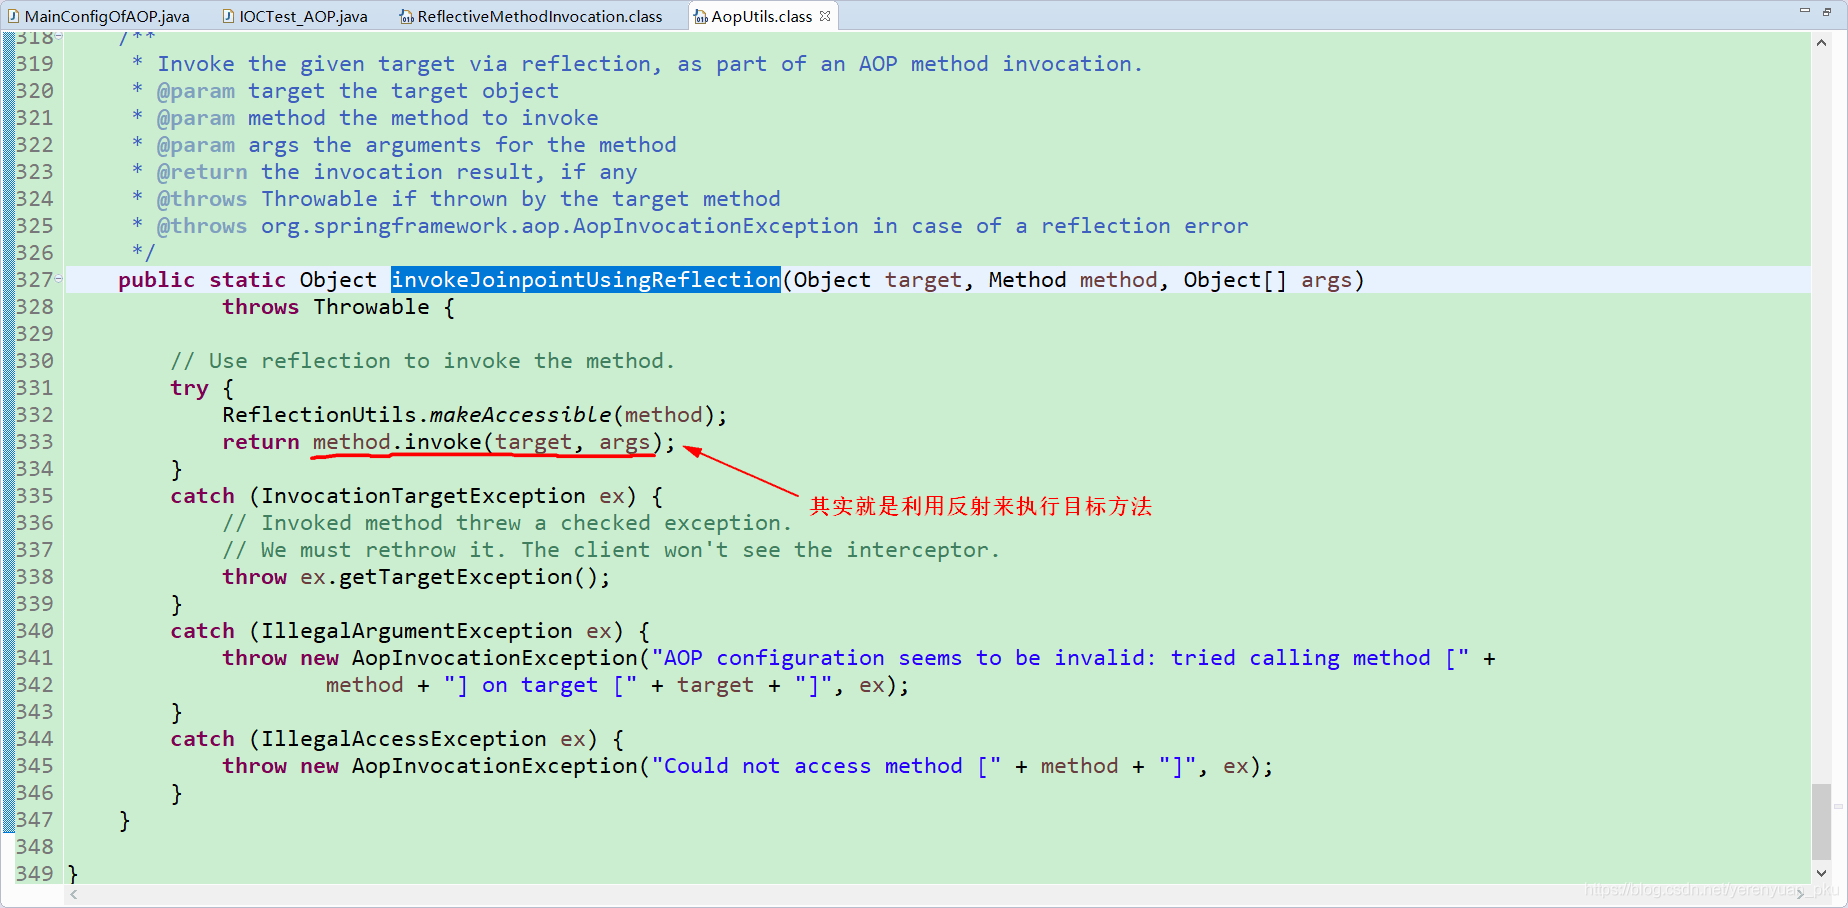 MainConfigOfAOP.java IOCTest_AOP.java ReflectiveMethodInvocation.class AopUtils.class
318 /**
319 * Invoke the given target via reflection, as part of an AOP method invocation.
320 * @param target the target object
321 * @param method the method to invoke
322 * @param args the arguments for the method
323 * @return the invocation result, if any
324 * @throws Throwable if thrown by the target method
325 * @throws org.springframework.aop.AopInvocationException in case of a reflection error
326 */
327 public static Object invokeJoinpointUsingReflection(Object target, Method method, Object[] args)
328 throws Throwable {
329
330 // Use reflection to invoke the method.
331 try {
332 ReflectionUtils.makeAccessible(method);
333 return method.invoke(target, args);
334 }
335 catch (InvocationTargetException ex) {
其实就是利用反射来执行目标方法
336 // Invoked method threw a checked exception.
337 // We must rethrow it. The client won't see the interceptor.
338 throw ex.getTargetException();
339 }
340 catch (IllegalArgumentException ex) {
341 throw new AopInvocationException("AOP configuration seems to be invalid: tried calling method [" +
342 method + "] on target [" + target + "]", ex);
343 }
344 catch (IllegalAccessException ex) {
345 throw new AopInvocationException("Could not access method [" + method + "]", ex);
346 }
347 }
348
349 }
https://blog.csdn.net/yerenyuan_pku